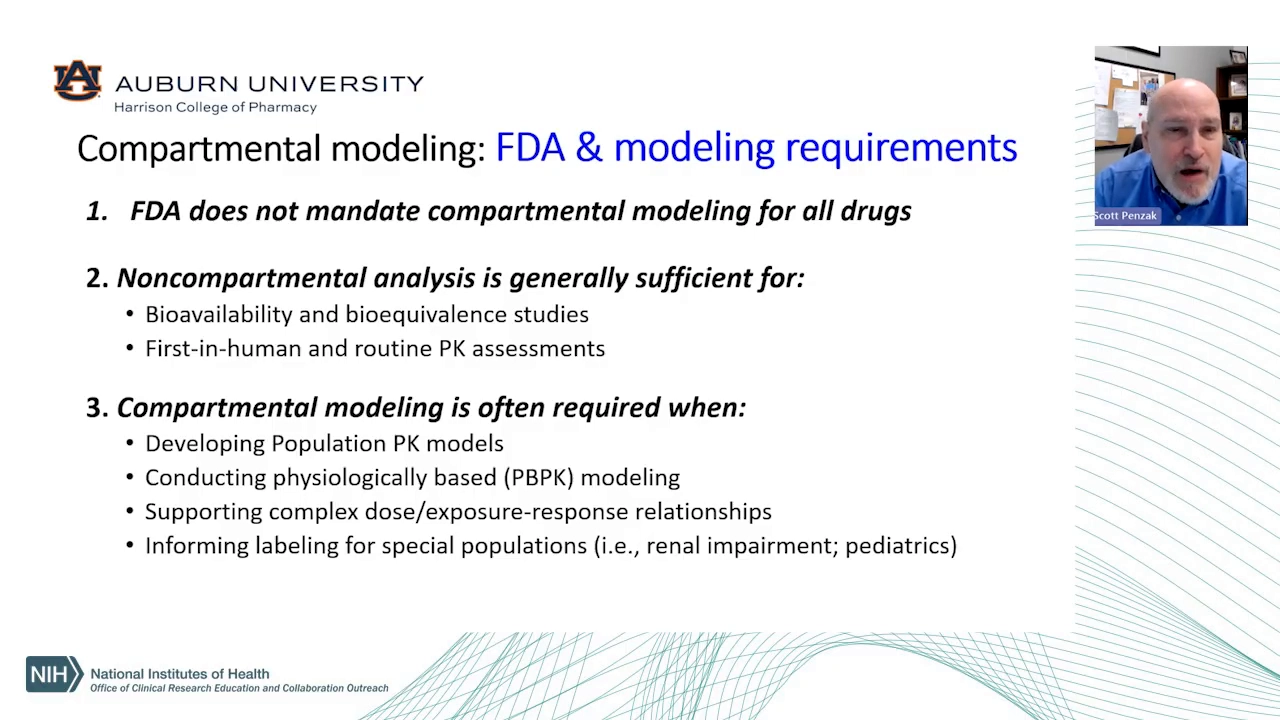 AUBURN UNIVERSITY
Harrison College of Pharmacy
Compartmental modeling: FDA & modeling requirements
1. FDA does not mandate compartmental modeling for all drugs
2. Noncompartmental analysis is generally sufficient for:
• Bioavailability and bioequivalence studies
• First-in-human and routine PK assessments
3. Compartmental modeling is often required when:
• Developing Population PK models
• Conducting physiologically based (PBPK) modeling
• Supporting complex dose/exposure-response relationships
• Informing labeling for special populations (i.e., renal impairment; pediatrics)
Scott Penzak
NIH National Institutes of Health
Office of Clinical Research Education and Collaboration Outreach